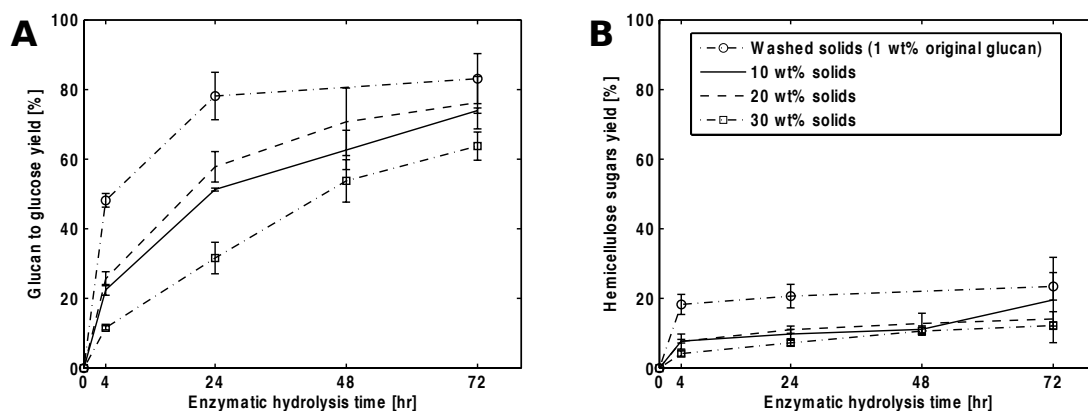 A
Glucan to glucose yield [%]
100
80
60
40
20
0
0 4 24 48 72
Enzymatic hydrolysis time [hr]
B
Hemicellulose sugars yield [%]
100
80
60
40
20
0
Washed solids (1 wt% original glucan)
10 wt% solids
20 wt% solids
30 wt% solids
0 4 24 48 72
Enzymatic hydrolysis time [hr]